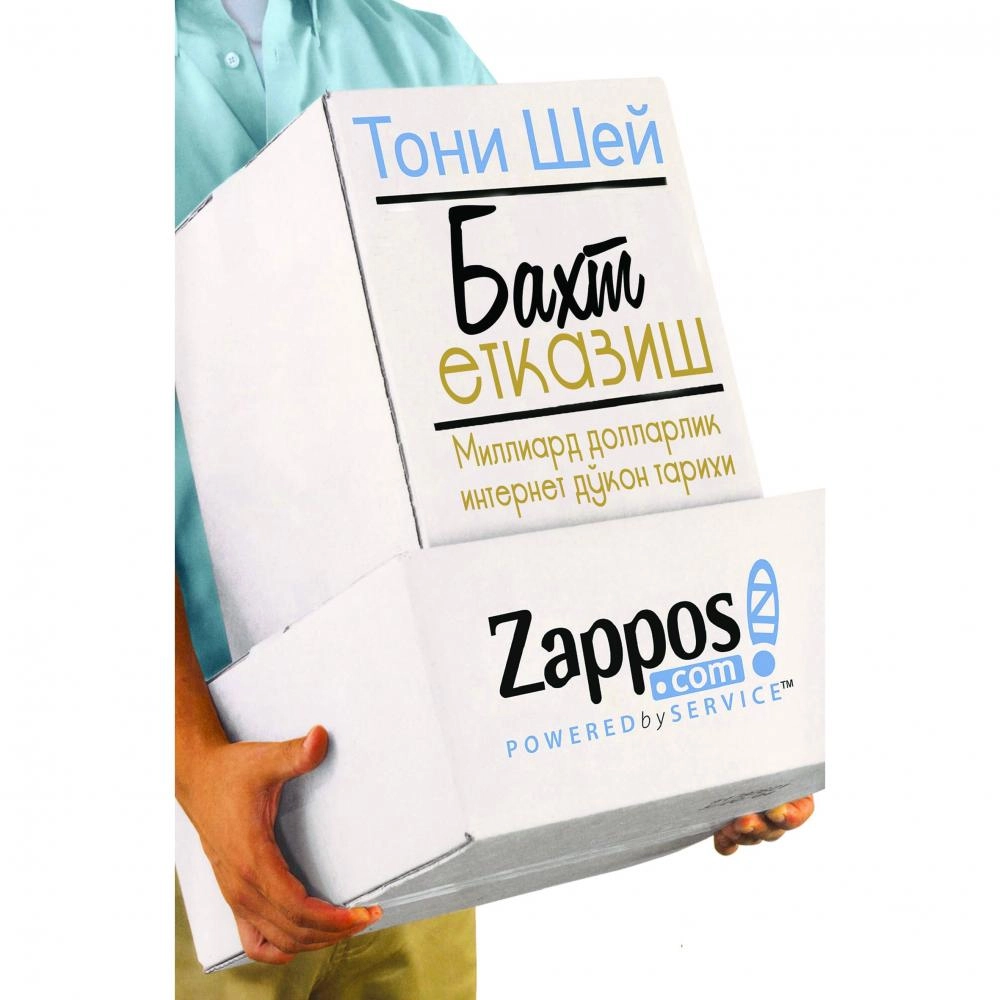 Тони Шей
Бахт
етказиш
Миллиард долларлик
интернет дўкон тарихи
Zappos
.com
POWERED by SERVICE™